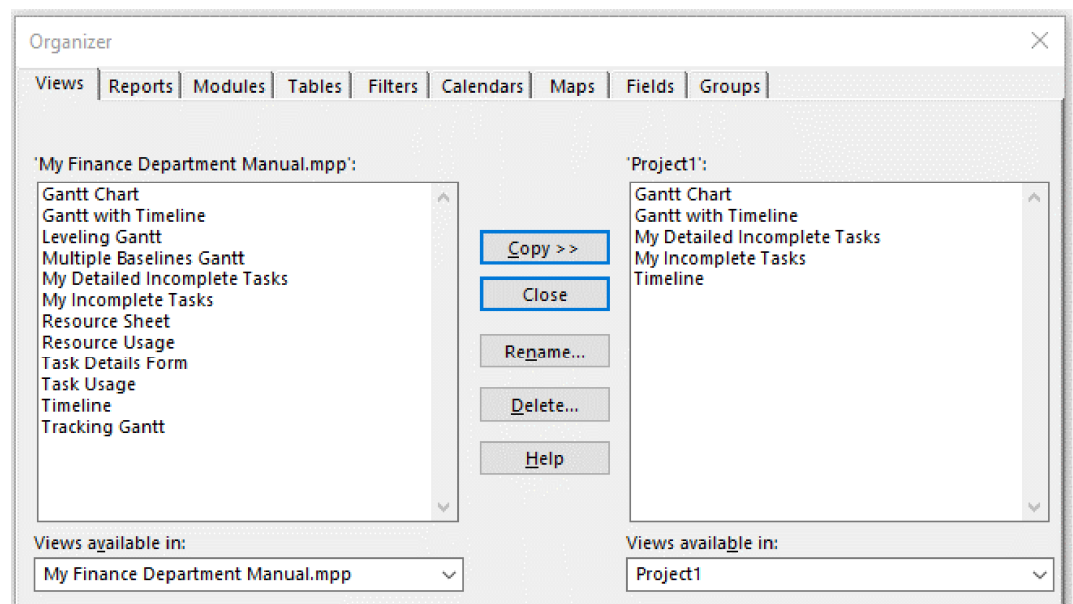 Organizer
Views Reports Modules Tables Filters Calendars Maps Fields Groups
'My Finance Department Manual.mpp':
Gantt Chart
Gantt with Timeline
Leveling Gantt
Multiple Baselines Gantt
My Detailed Incomplete Tasks
My Incomplete Tasks
Resource Sheet
Resource Usage
Task Details Form
Task Usage
Timeline
Tracking Gantt
Views available in:
My Finance Department Manual.mpp
Copy >>
Close
Rename...
Delete...
Help
'Project1':
Gantt Chart
Gantt with Timeline
My Detailed Incomplete Tasks
My Incomplete Tasks
Timeline
Views available in:
Project1